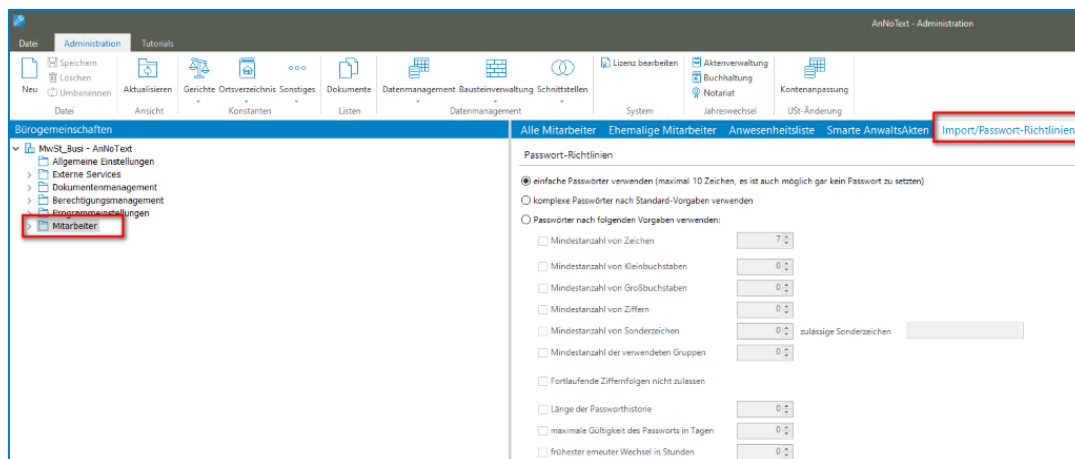 AnNoText - Administration
Datei Administration Tutorials
Neu
Speichern
Löschen
Umbenennen
Datei
Aktualisieren
Ansicht
Gerichte Ortsverzeichnis Sonstiges
Konstanten
Dokumente
Listen
Datenmanagement Bausteinverwaltung Schnittstellen
Datenmanagement
Lizenz bearbeiten
System
Aktenverwaltung
Buchhaltung
Notariat
Jahreswechsel
Kontenanpassung
USt-Änderung
Bürogemeinschaften
MwSt_Busi - AnNoText
Allgemeine Einstellungen
Externe Services
Dokumentenmanagement
Berechtigungsmanagement
Programmeinstellungen
Mitarbeiter
Alle Mitarbeiter Ehemalige Mitarbeiter Anwesenheitsliste Smarte AnwaltsAkten Import/Passwort-Richtlinien
Passwort-Richtlinien
einfache Passwörter verwenden (maximal 10 Zeichen, es ist auch möglich gar kein Passwort zu setzten)
komplexe Passwörter nach Standard-Vorgaben verwenden
Passwörter nach folgenden Vorgaben verwenden:
Mindestanzahl von Zeichen 7
Mindestanzahl von Kleinbuchstaben 0
Mindestanzahl von Großbuchstaben 0
Mindestanzahl von Ziffern 0
Mindestanzahl von Sonderzeichen 0 zulässige Sonderzeichen
Mindestanzahl der verwendeten Gruppen 0
Fortlaufende Ziffernfolgen nicht zulassen
Länge der Passworthistorie 0
maximale Gültigkeit des Passworts in Tagen 0
frühester erneuter Wechsel in Stunden 0